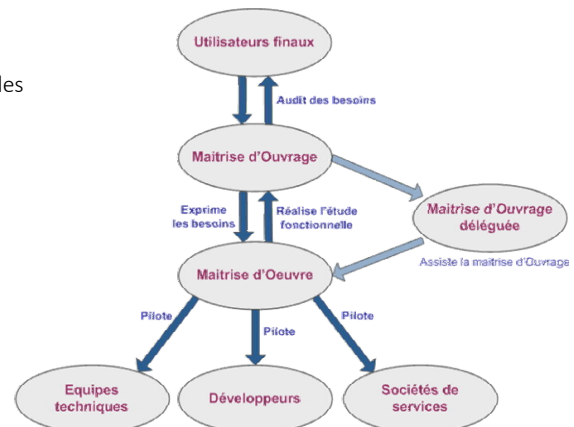 Utilisateurs finaux
les
Audit des besoins
Maitrise d'Ouvrage
Exprime
les besoins
Réalise l'étude
fonctionnelle
Maitrise d'Ouvrage
déléguée
Assiste la maitrise d'Ouvrage
Maitrise d'Oeuvre
Pilote
Pilote
Pilote
Equipes
techniques
Développeurs
Sociétés de
services